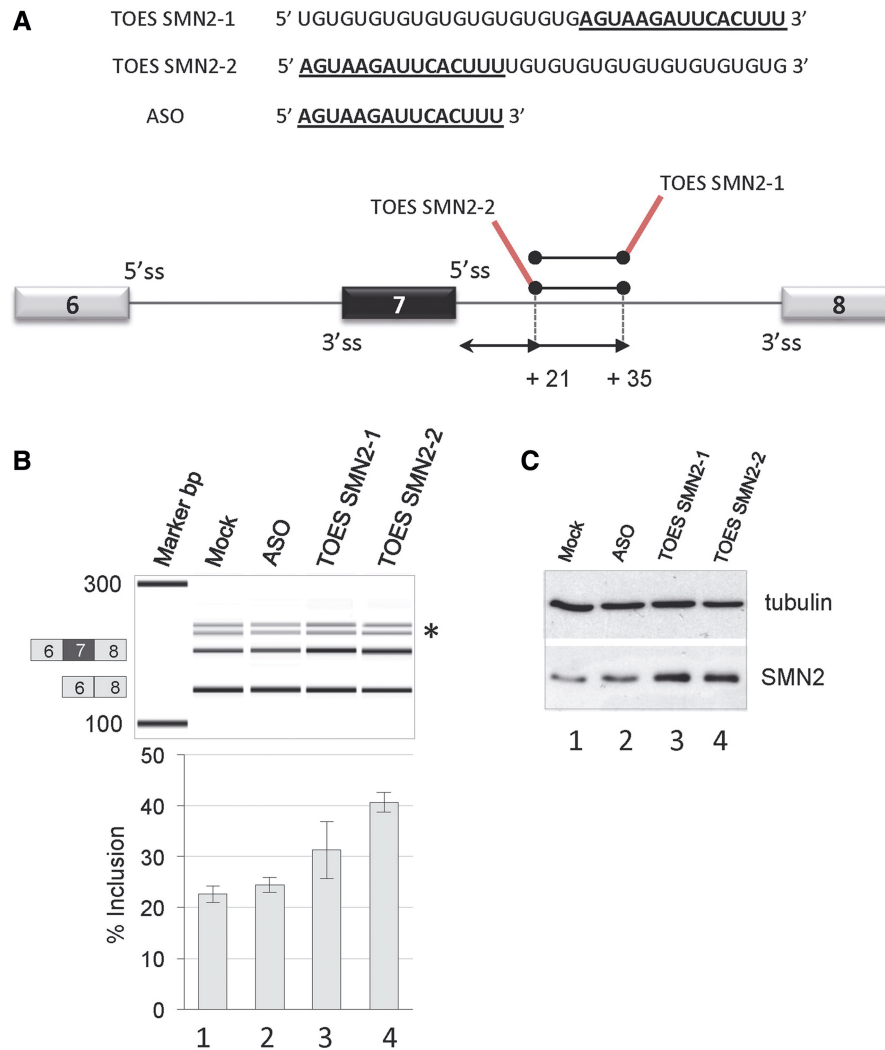 A
TOES SMN2-1 5' UGUGUGUGUGUGUGUGUGUGAGUAAGAUUCACUUU 3'
TOES SMN2-2 5' AGUAAGAUUCACUUUUGUGUGUGUGUGUGUGUGUG 3'
ASO 5' AGUAAGAUUCACUUU 3'
TOES SMN2-1
TOES SMN2-2
5'ss 5'ss
6 7 8
3'ss 3'ss
+ 21 + 35
B
Marker bp Mock ASO TOES SMN2-1 TOES SMN2-2
300
*
6 7 8
6 8
100
50
40
30
20
10
0
% Inclusion
1 2 3 4
C
Mock ASO TOES SMN2-1 TOES SMN2-2
tubulin
SMN2
1 2 3 4